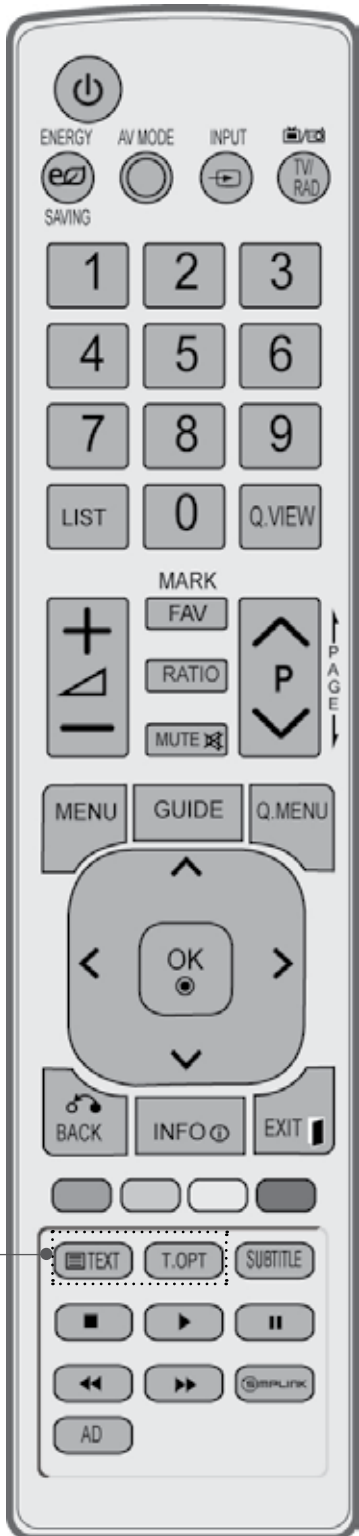 ENERGY AV MODE INPUT
TV/
RAD
SAVING
1 2 3
4 5 6
7 8 9
LIST 0 Q.VIEW
MARK
FAV
RATIO
P
PAGE
MUTE
MENU GUIDE Q.MENU
OK
BACK INFO EXIT
TEXT T.OPT SUBTITLE
SIMPLINK
AD